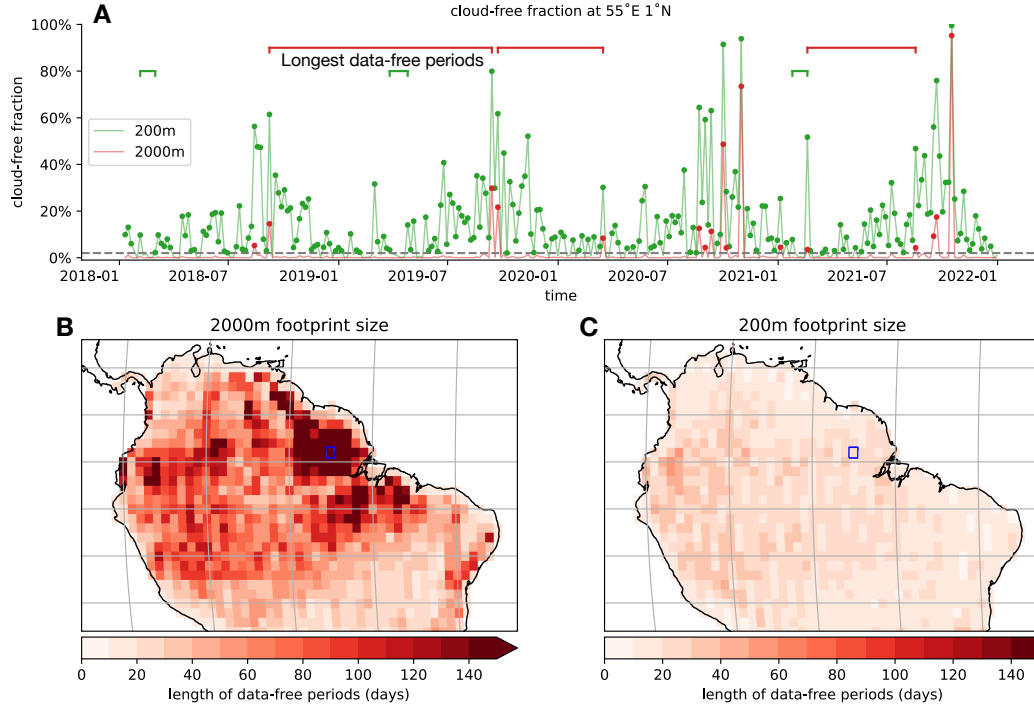 A
cloud-free fraction at 55˚E 1˚N
100%
80%
60%
40%
20%
0%
cloud-free fraction
Longest data-free periods
200m
2000m
2018-01 2018-07 2019-01 2019-07 2020-01 2020-07 2021-01 2021-07 2022-01
time
B
2000m footprint size
C
200m footprint size
0 20 40 60 80 100 120 140
length of data-free periods (days)
0 20 40 60 80 100 120 140
length of data-free periods (days)